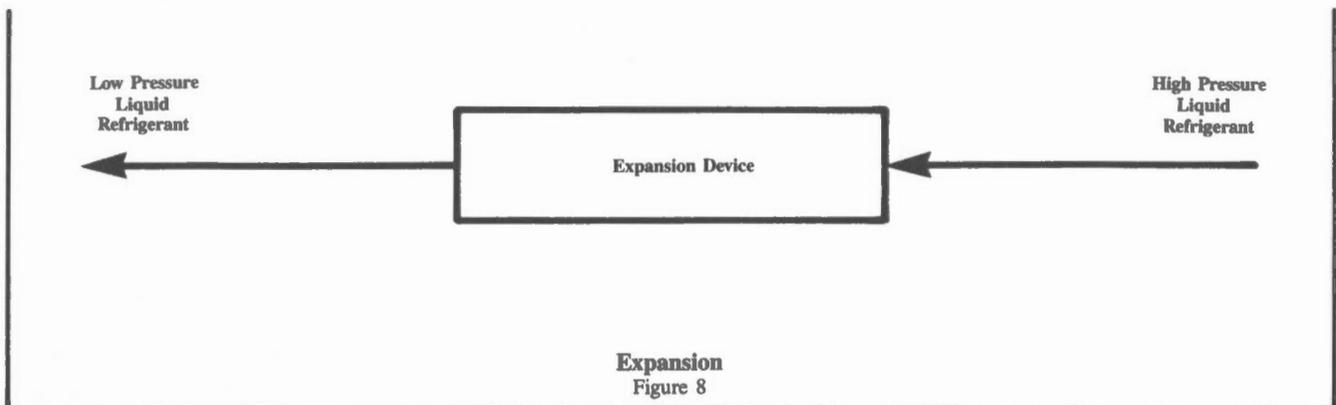 Low Pressure
Liquid
Refrigerant
Expansion Device
High Pressure
Liquid
Refrigerant
Expansion
Figure 8